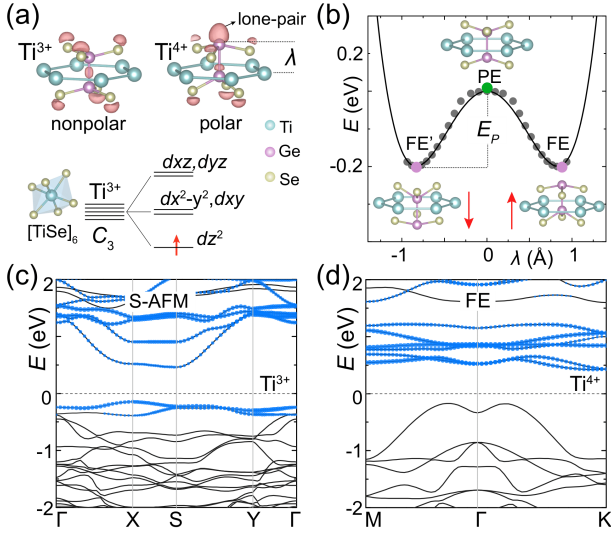 (a)
lone-pair
Ti3+
Ti4+
λ
nonpolar
polar
Ti
Ge
Se
Ti3+
[TiSe]6
C3
dxz,dyz
dx2-y2,dxy
dz2
(b)
E (eV)
0.2
-0.2
PE
EP
FE'
FE
-1
0
1
λ (Å)
(c)
E (eV)
2
1
0
-1
-2
S-AFM
Ti3+
Γ
X
S
Y
Γ
(d)
E (eV)
2
1
0
-1
-2
FE
Ti4+
M
Γ
K